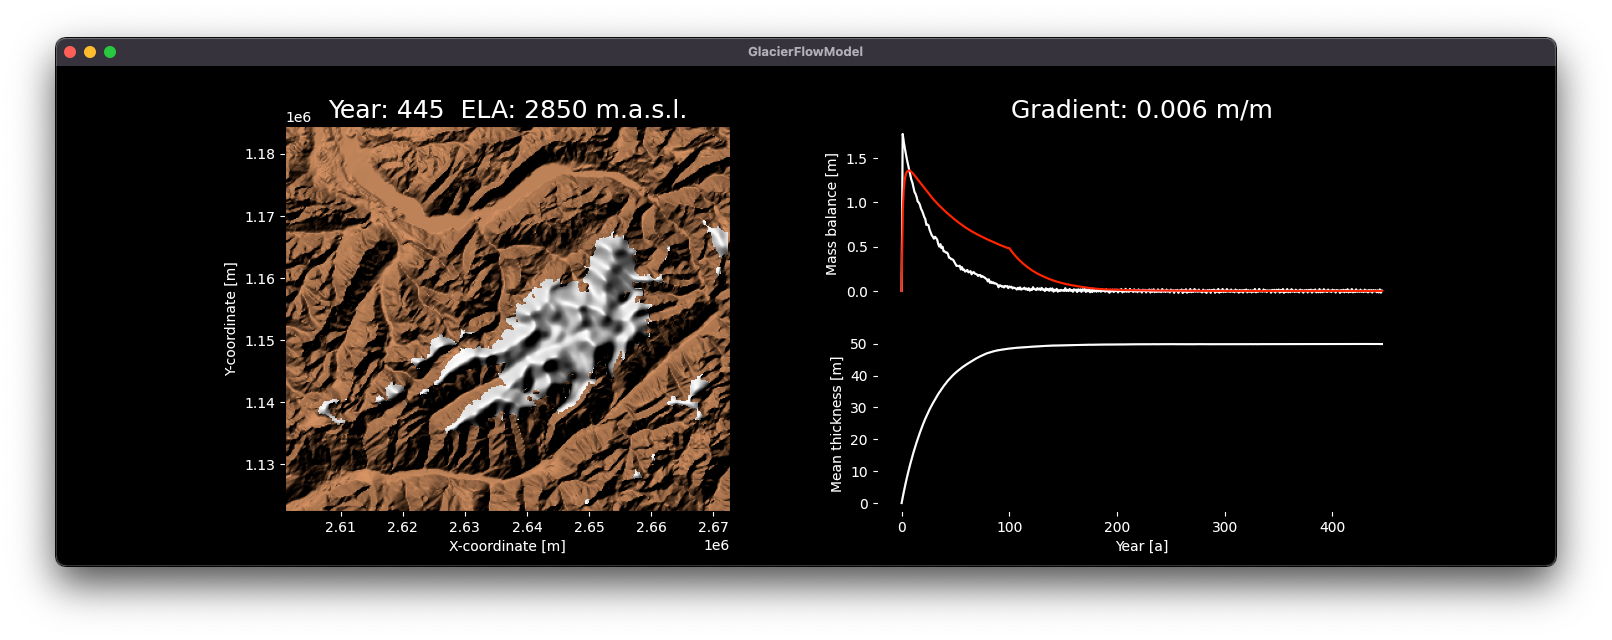 GlacierFlowModel
Year: 445  ELA: 2850 m.a.s.l.
1e6
1.18
1.17
1.16
1.15
1.14
1.13
Y-coordinate [m]
2.61 2.62 2.63 2.64 2.65 2.66 2.67
X-coordinate [m]
1e6
Gradient: 0.006 m/m
Mass balance [m]
1.5
1.0
0.5
0.0
Mean thickness [m]
50
40
30
20
10
0
0 100 200 300 400
Year [a]